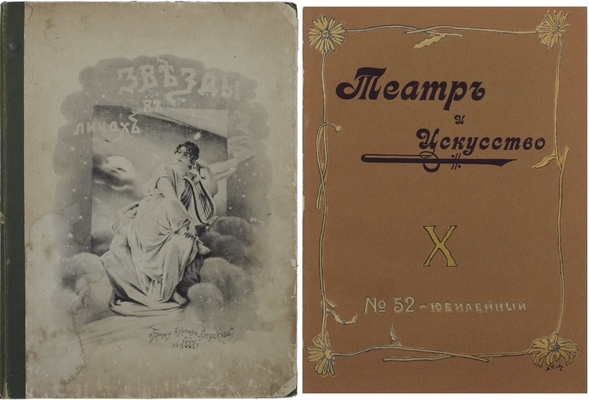 ЗВѢЗДЫ
ВЪ
ЛИЦАХЪ
Театръ
и
Искусство
X
№ 52 - ЮБИЛЕЙНЫЙ